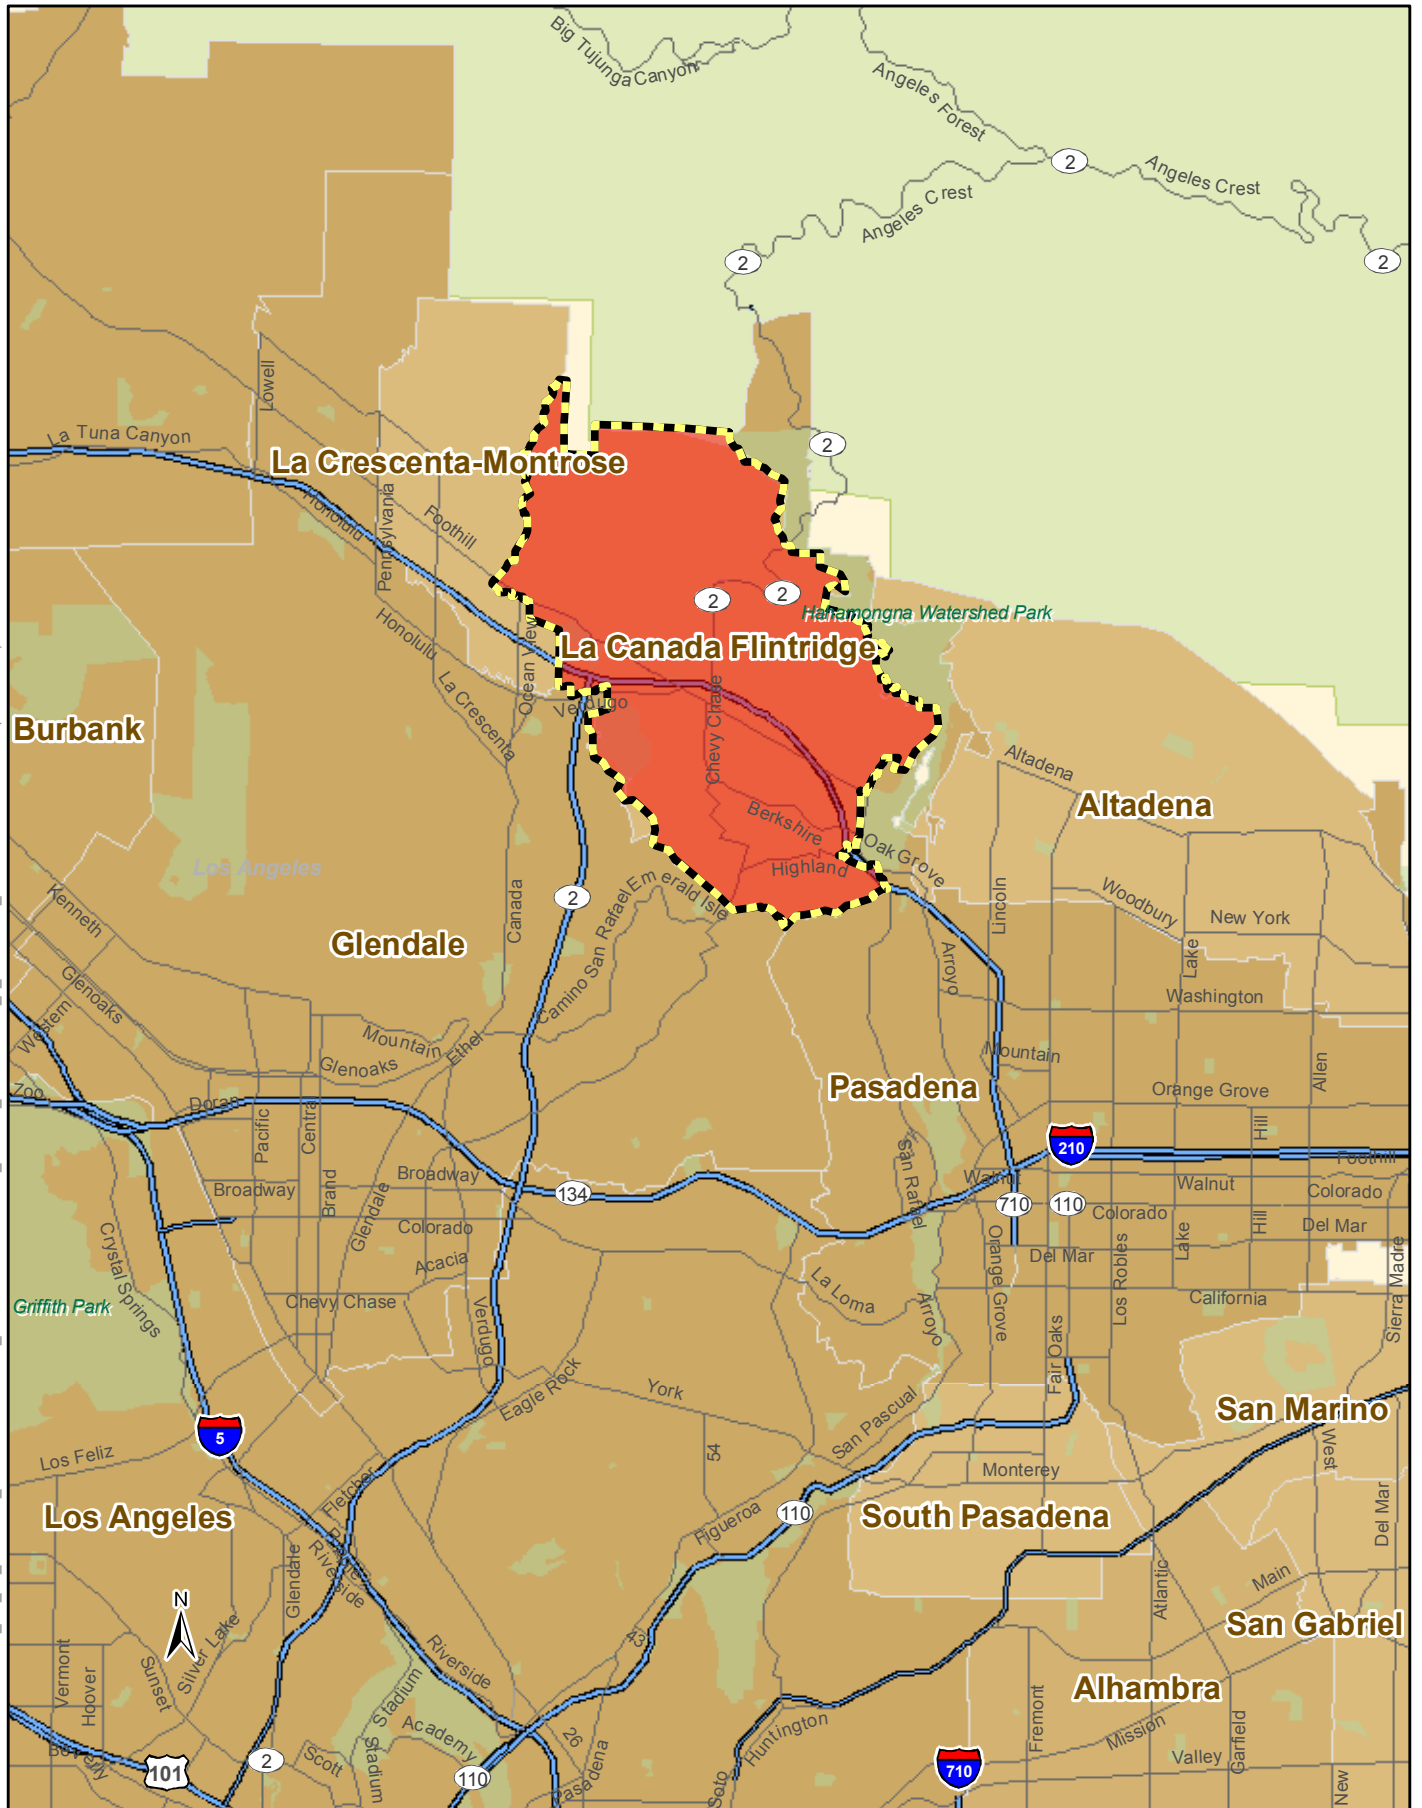 Big Tujunga Canyon
Angeles Forest
2
Angeles Crest
Angeles Crest
2
2
Lowell
La Tuna Canyon
2
La Crescenta-Montrose
Honolulu
Pennsylvania
Foothill
2
2
Hahamongna Watershed Park
Honolulu
Ocean View
La Canada Flintridge
La Crescenta
Verdugo
Chevy Chase
Burbank
Altadena
Altadena
Berkshire
Oak Grove
Highland
Los Angeles
Kenneth
Canada
2
Camino San Rafael
Emerald Isle
Lincoln
Woodbury
New York
Lake
Glendale
Arroyo
Glenoaks
Western
Washington
Mountain
Ethel
Glenoaks
Mountain
Allen
Zoo
Doran
Pasadena
Orange Grove
Pacific
Central
Hill
210
San Rafael
Foothill
Broadway
Broadway
Brand
134
Walnut
Walnut
Colorado
710
110
Colorado
Glendale
Colorado
Lake
Hill
Del Mar
Crystal Springs
Acacia
Orange Grove
Del Mar
Los Robles
Sierra Madre
La Loma
Griffith Park
Chevy Chase
Verdugo
Arroyo
California
Fair Oaks
Eagle Rock
York
San Pascual
San Marino
5
Los Feliz
54
Monterey
West
Fletcher
Los Angeles
Figueroa
110
South Pasadena
Del Mar
Riverside
Glendale
Atlantic
Main
N
Silver Lake
43
San Gabriel
Vermont
Hoover
Sunset
Riverside
Stadium
Alhambra
Academy
26
Huntington
Fremont
Mission
Garfield
Valley
Beverly
101
2
Scott
Stadium
110
Pasadena
Soto
710
New